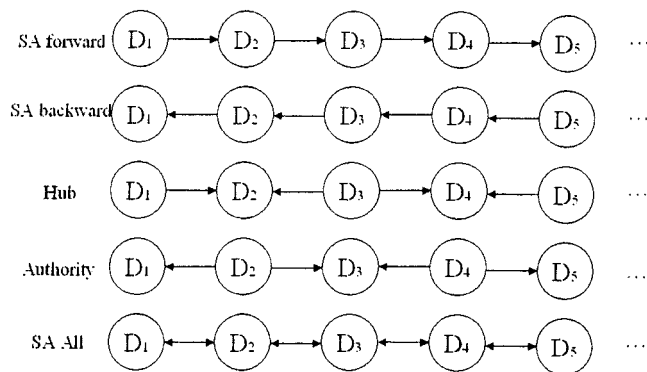 SA forward D1 D2 D3 D4 D5 ...
SA backward D1 D2 D3 D4 D5 ...
Hub D1 D2 D3 D4 D5 ...
Authority D1 D2 D3 D4 D5 ...
SA All D1 D2 D3 D4 D5 ...